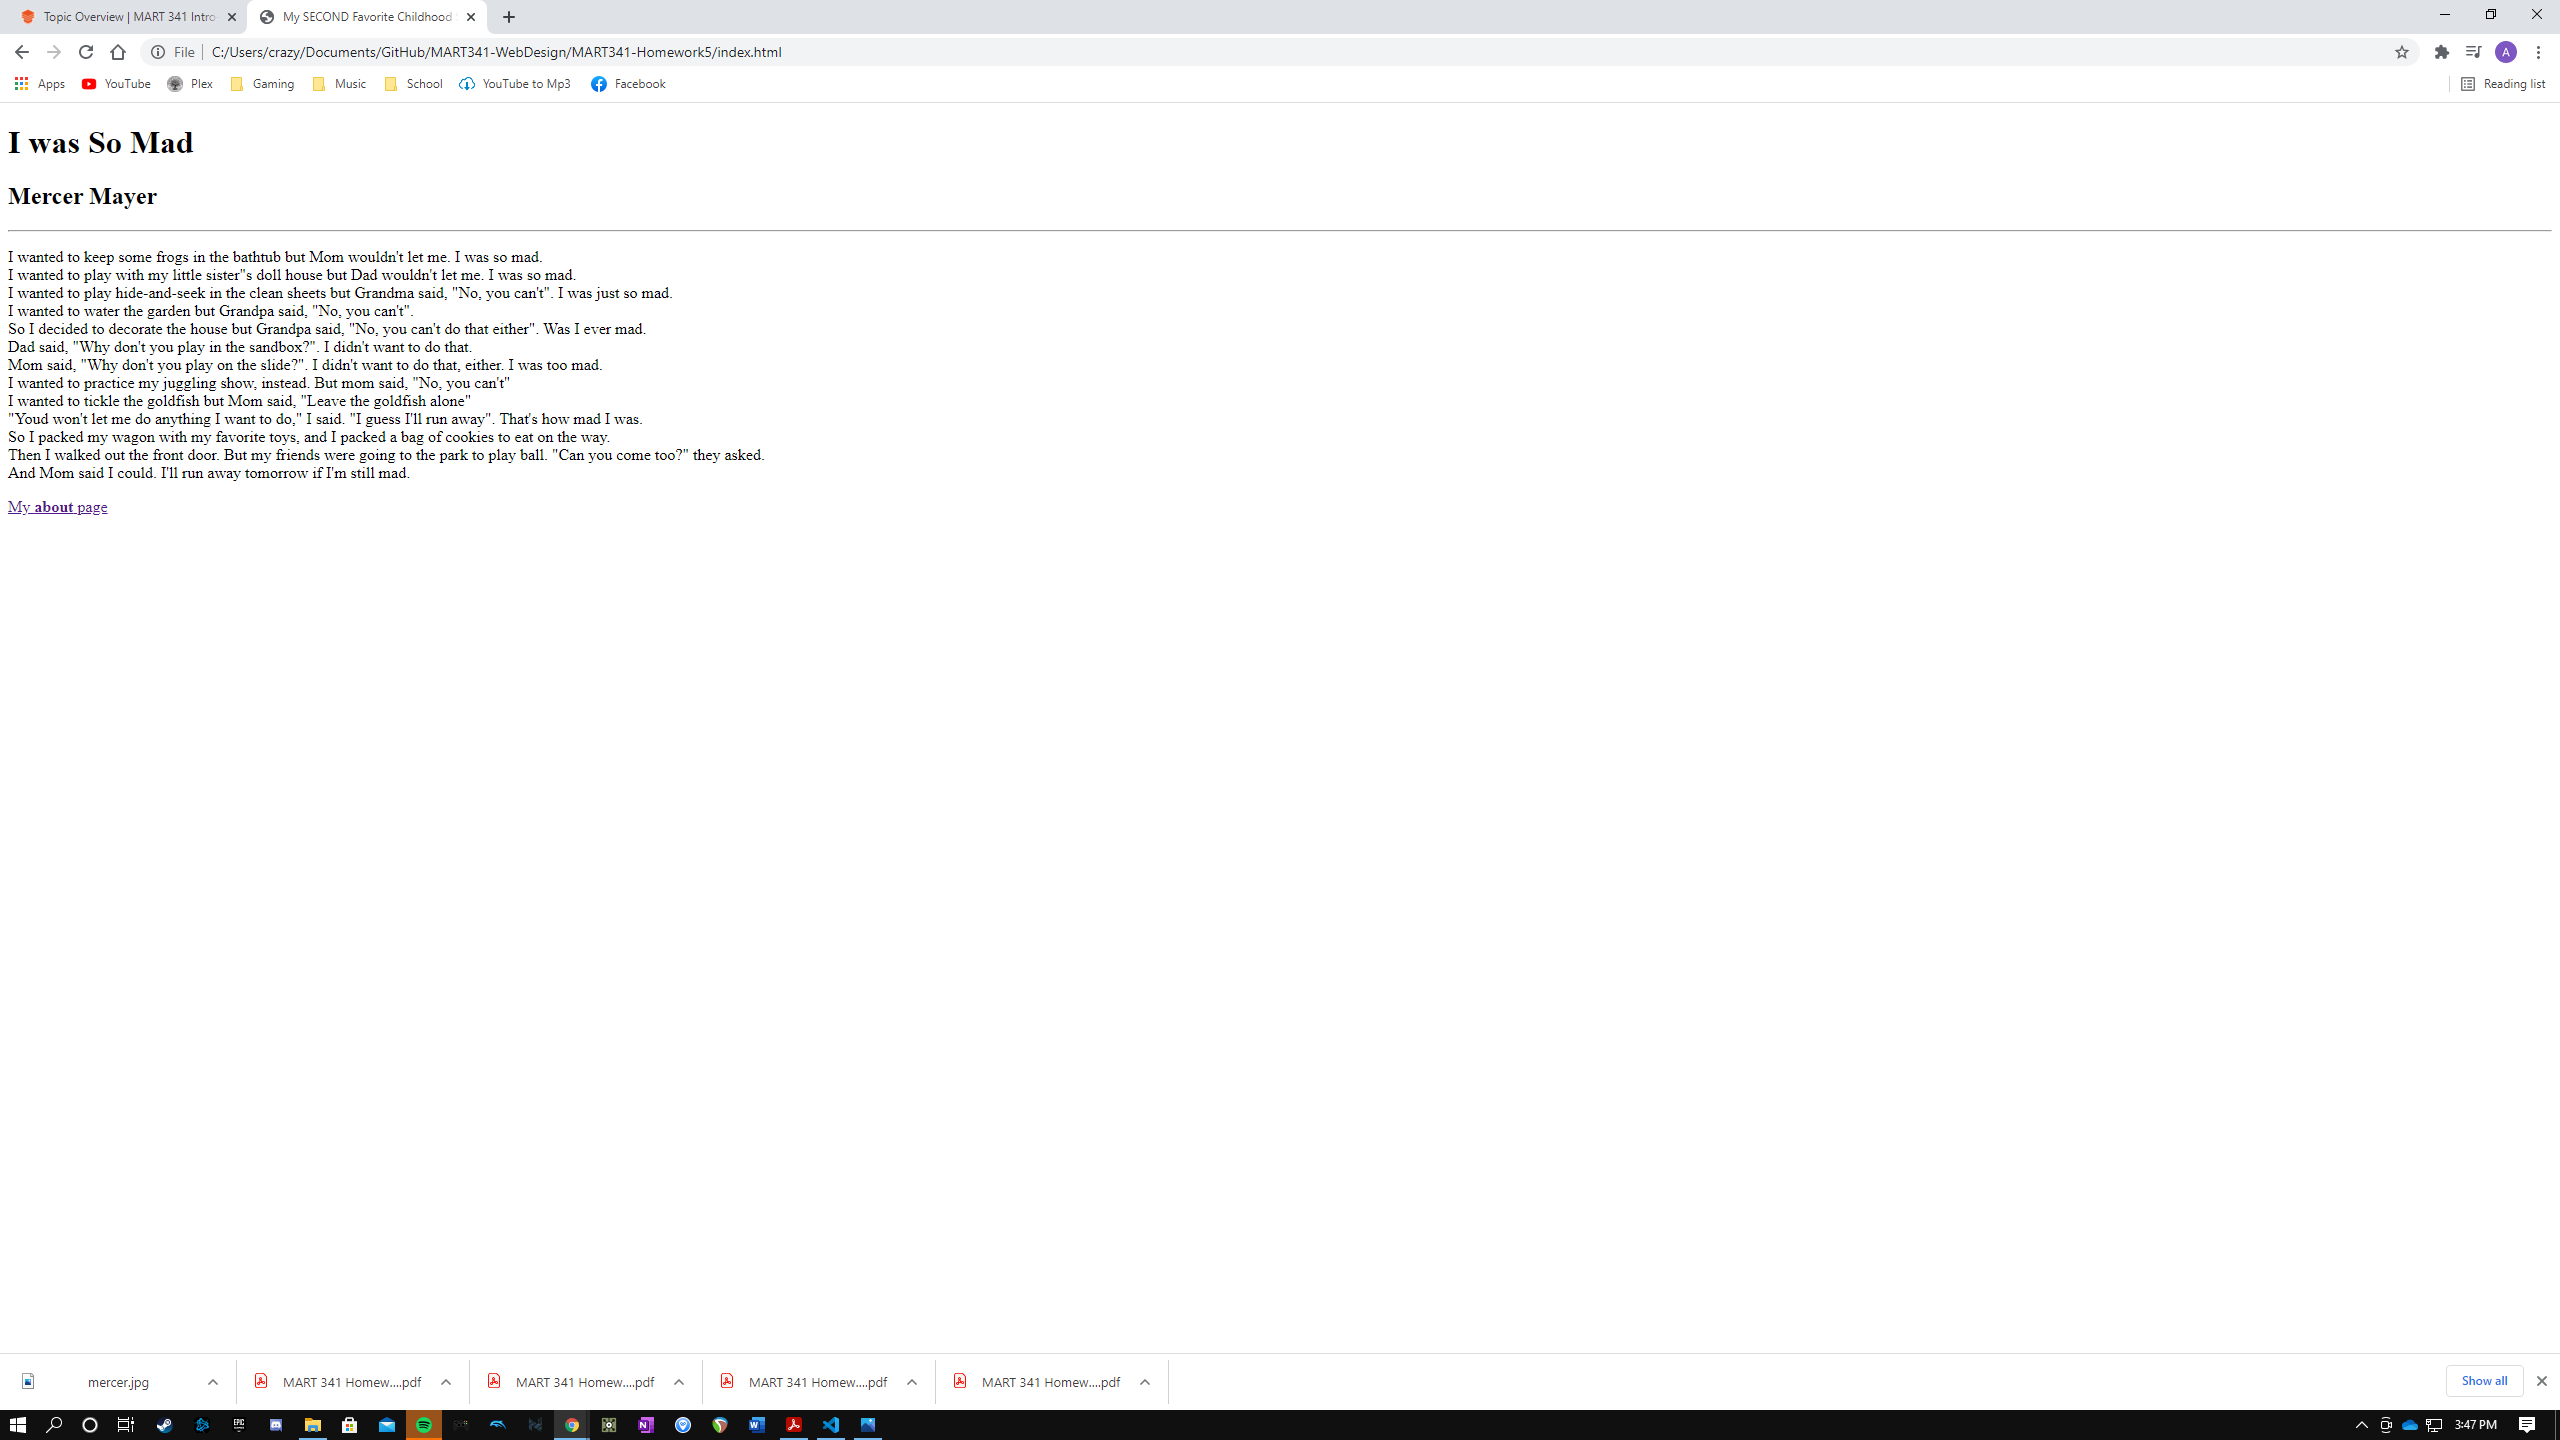 Topic Overview | MART 341 Intro
My SECOND Favorite Childhood
File
C:/Users/crazy/Documents/GitHub/MART341-WebDesign/MART341-Homework5/index.html
A
Apps
YouTube
Plex
Gaming
Music
School
YouTube to Mp3
Facebook
Reading list
I was So Mad
Mercer Mayer
I wanted to keep some frogs in the bathtub but Mom wouldn't let me. I was so mad.
I wanted to play with my little sister"s doll house but Dad wouldn't let me. I was so mad.
I wanted to play hide-and-seek in the clean sheets but Grandma said, "No, you can't". I was just so mad.
I wanted to water the garden but Grandpa said, "No, you can't".
So I decided to decorate the house but Grandpa said, "No, you can't do that either". Was I ever mad.
Dad said, "Why don't you play in the sandbox?". I didn't want to do that.
Mom said, "Why don't you play on the slide?". I didn't want to do that, either. I was too mad.
I wanted to practice my juggling show, instead. But mom said, "No, you can't"
I wanted to tickle the goldfish but Mom said, "Leave the goldfish alone"
"Youd won't let me do anything I want to do," I said. "I guess I'll run away". That's how mad I was.
So I packed my wagon with my favorite toys, and I packed a bag of cookies to eat on the way.
Then I walked out the front door. But my friends were going to the park to play ball. "Can you come too?" they asked.
And Mom said I could. I'll run away tomorrow if I'm still mad.
My about page
mercer.jpg
MART 341 Homew....pdf
MART 341 Homew....pdf
MART 341 Homew....pdf
MART 341 Homew....pdf
Show all
3:47 PM